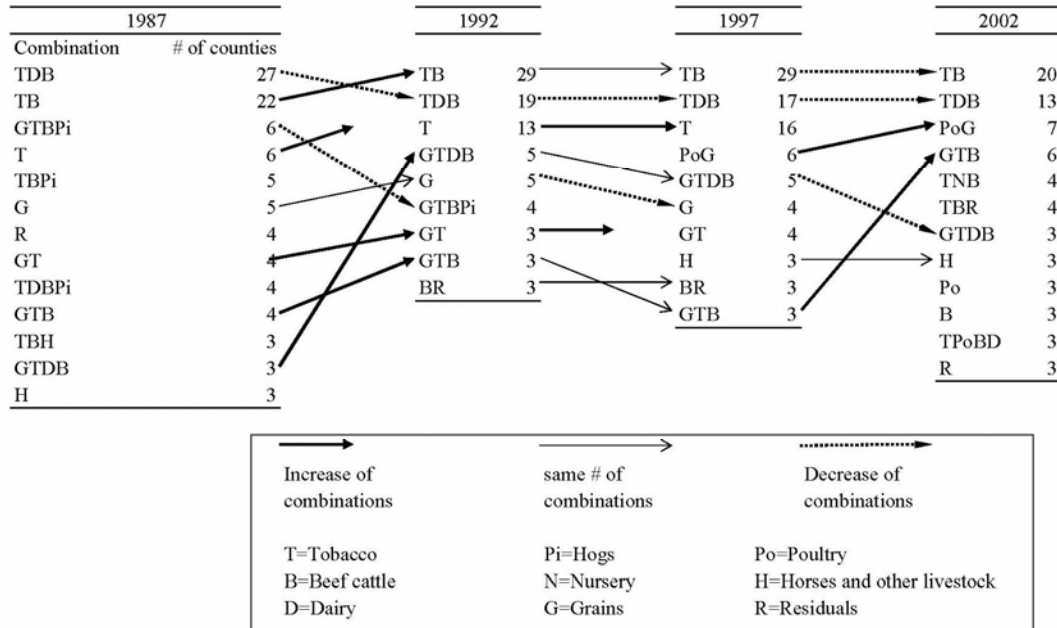 1987 1992 1997 2002
Combination # of counties
TDB 27 TB 29 TB 29 TB 20
TB 22 TDB 19 TDB 17 TDB 13
GTBPi 6 T 13 T 16 PoG 7
T 6 GTDB 5 PoG 6 GTB 6
TBPi 5 G 5 GTDB 5 TNB 4
G 5 GTBPi 4 G 4 TBR 4
R 4 GT 3 GT 4 GTDB 3
GT 4 GTB 3 H 3 H 3
TDBPi 4 BR 3 BR 3 Po 3
GTB 4 GTB 3 B 3
TBH 3 TPoBD 3
GTDB 3 R 3
H 3
Increase of same # of Decrease of
combinations combinations combinations
T=Tobacco Pi=Hogs Po=Poultry
B=Beef cattle N=Nursery H=Horses and other livestock
D=Dairy G=Grains R=Residuals